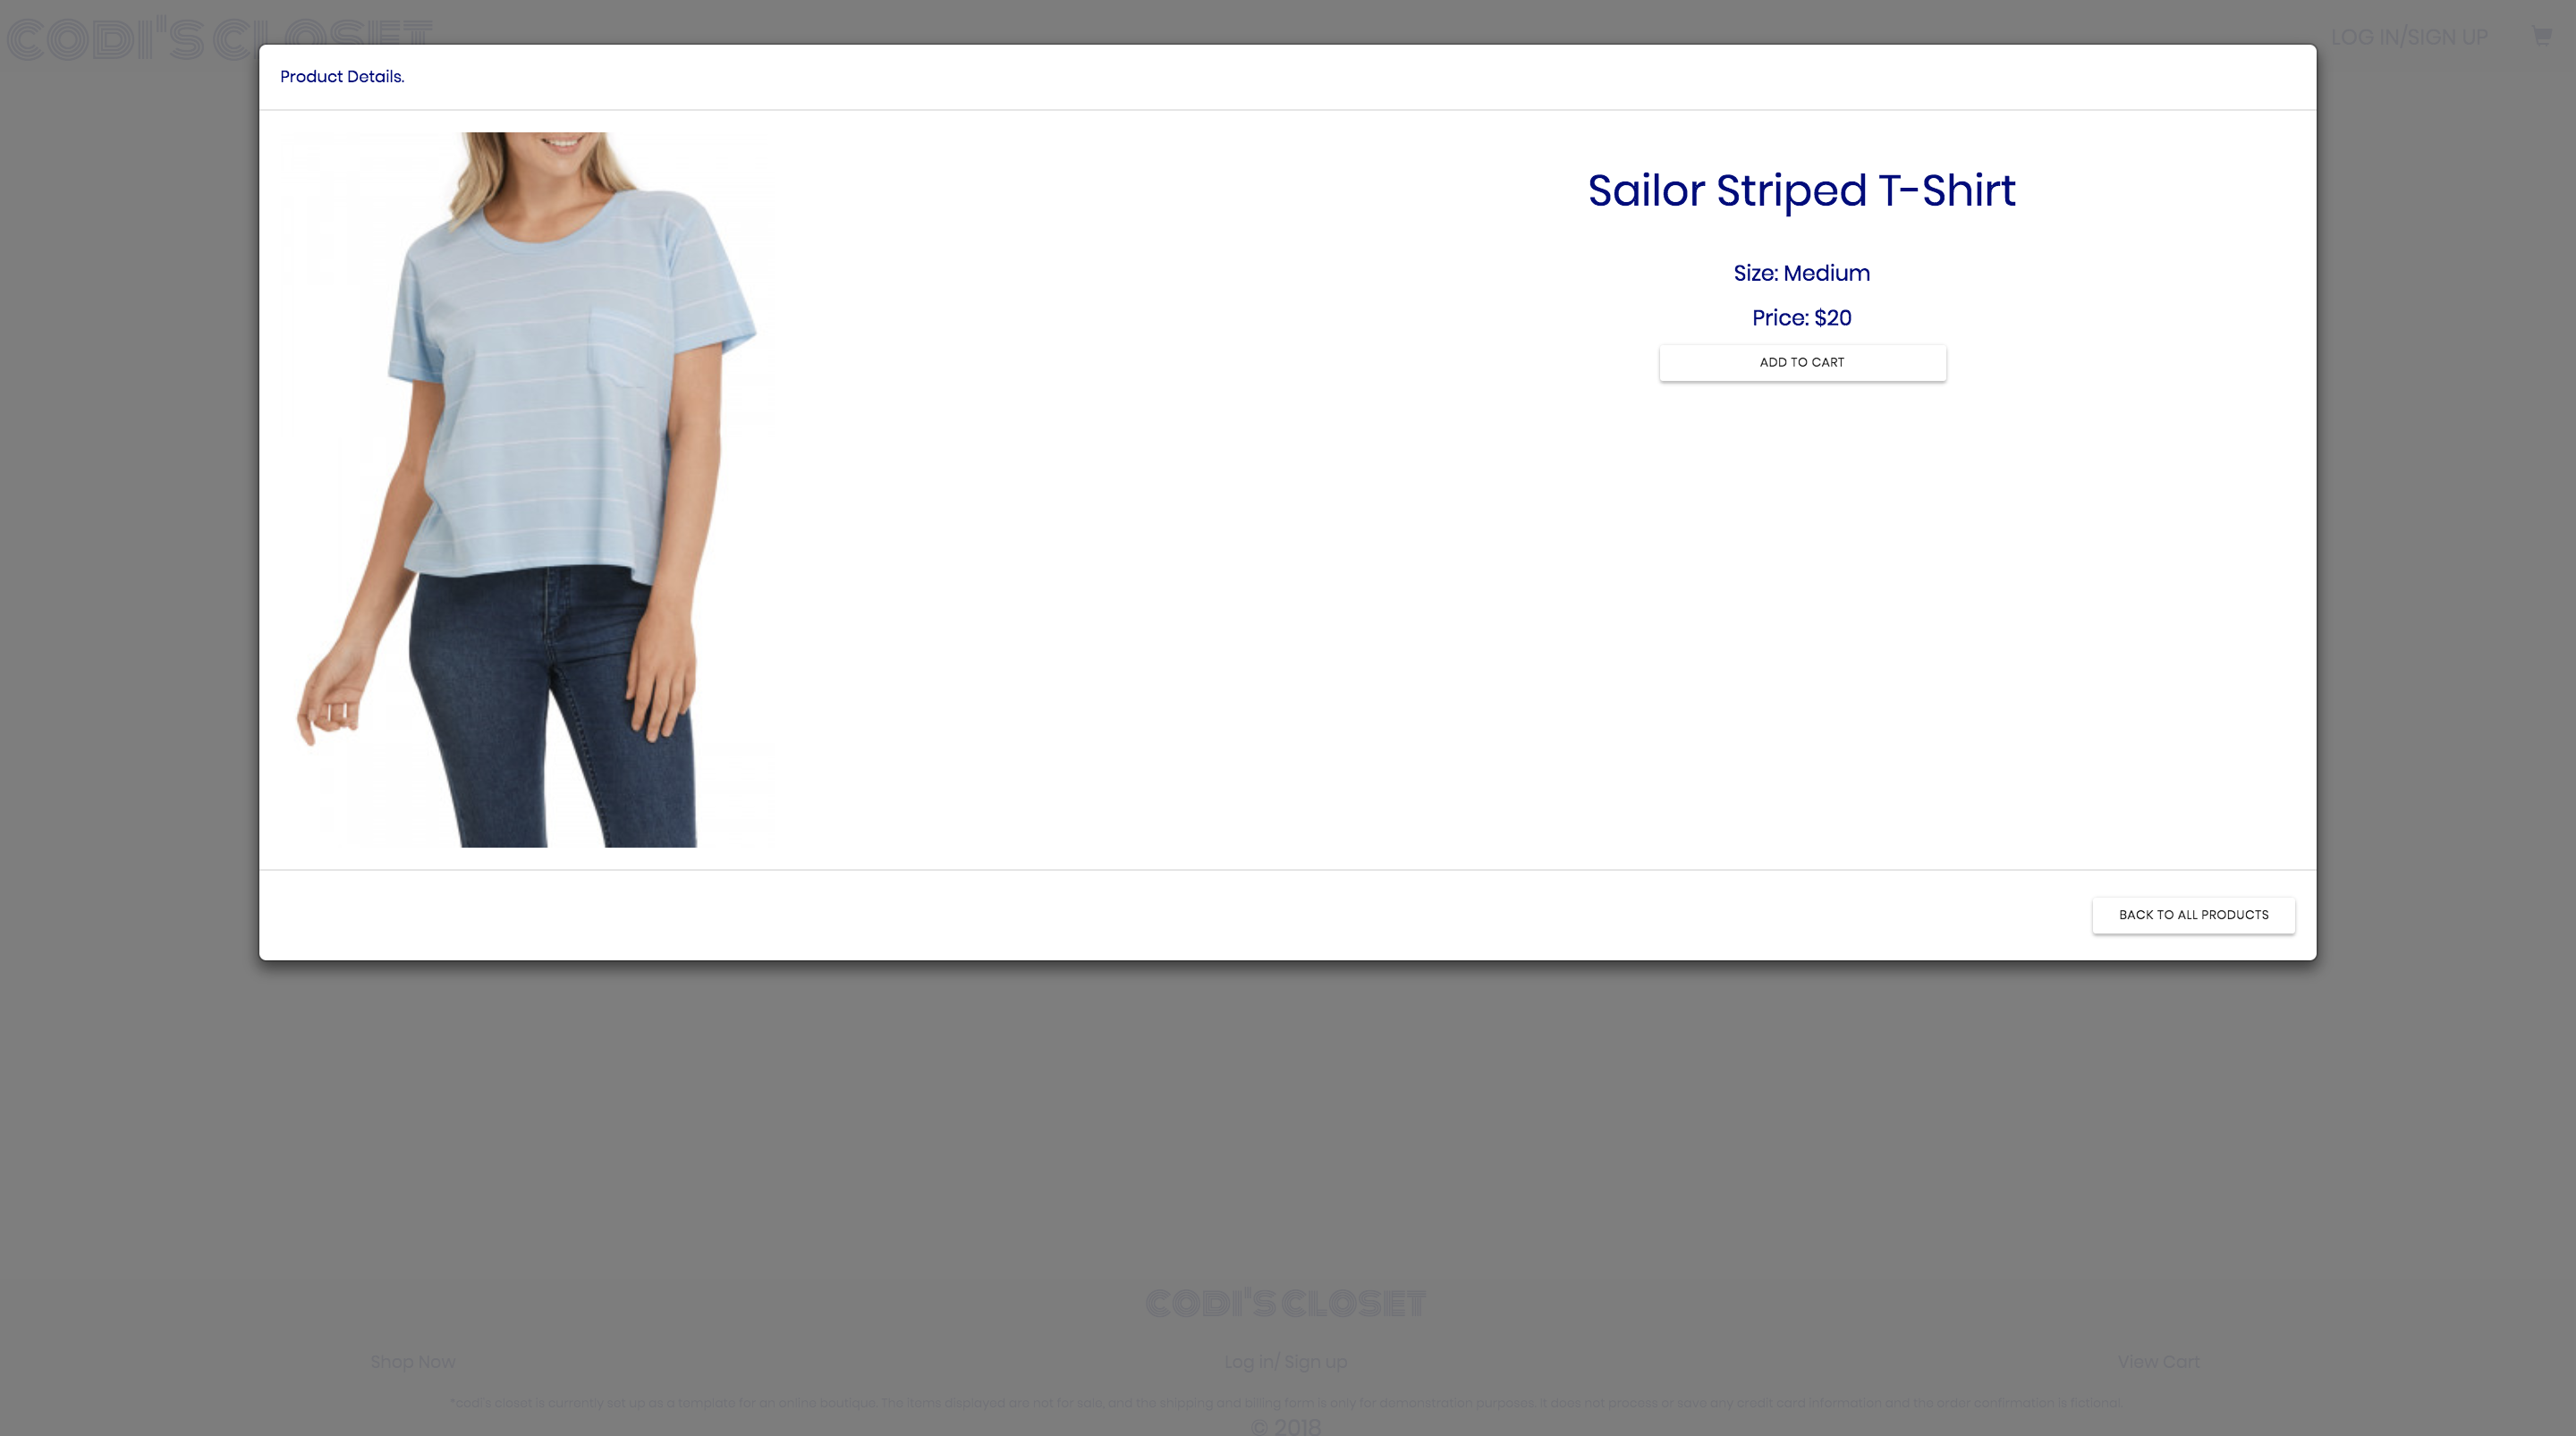 CODI'S CLOSET
LOG IN/SIGN UP
Product Details.
Sailor Striped T-Shirt
Size: Medium
Price: $20
ADD TO CART
BACK TO ALL PRODUCTS
CODI'S CLOSET
Shop Now
Log in/ Sign up
View Cart
*codi's closet is currently set up as a template for an online boutique. The items displayed are not for sale, and the shipping and billing form is only for demonstration purposes. It does not process or save any credit card information and the order confirmation is fictional
© 2018